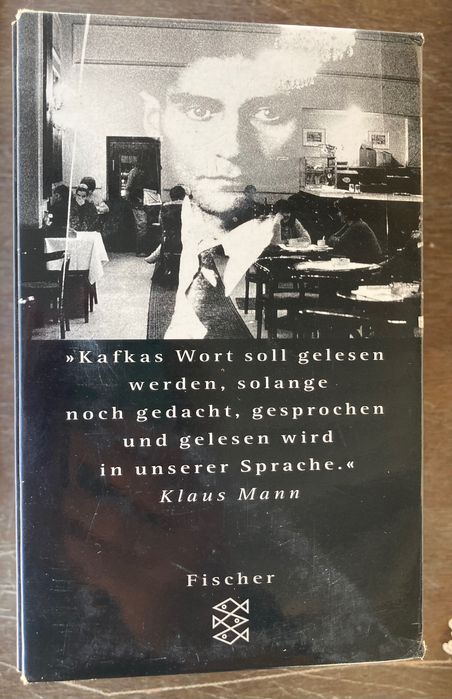 »Kafkas Wort soll gelesen
werden, solange
noch gedacht, gesprochen
und gelesen wird
in unserer Sprache.«
Klaus Mann
Fischer